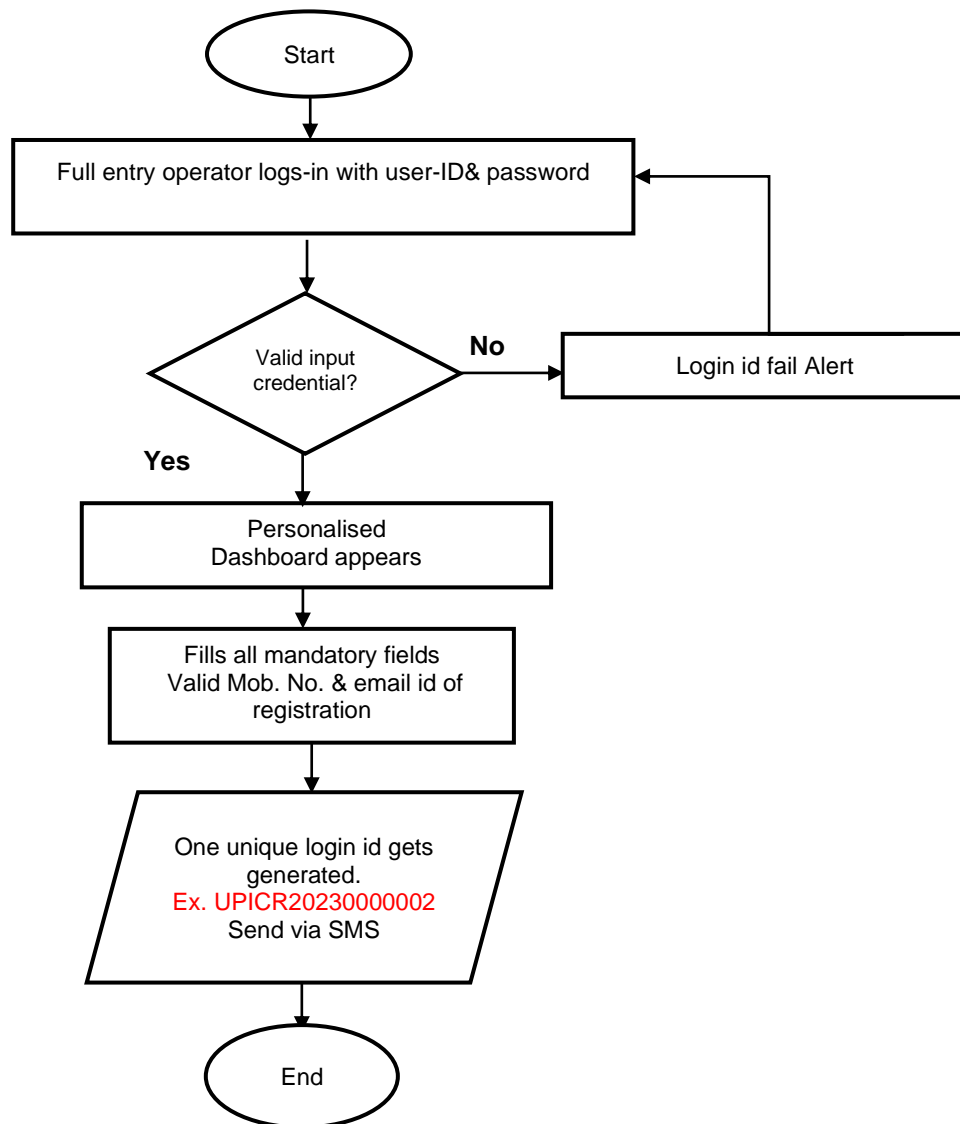 Start
Full entry operator logs-in with user-ID& password
Valid input
credential?
No
Login id fail Alert
Yes
Personalised
Dashboard appears
Fills all mandatory fields
Valid Mob. No. & email id of
registration
One unique login id gets
generated.
Ex. UPICR20230000002
Send via SMS
End